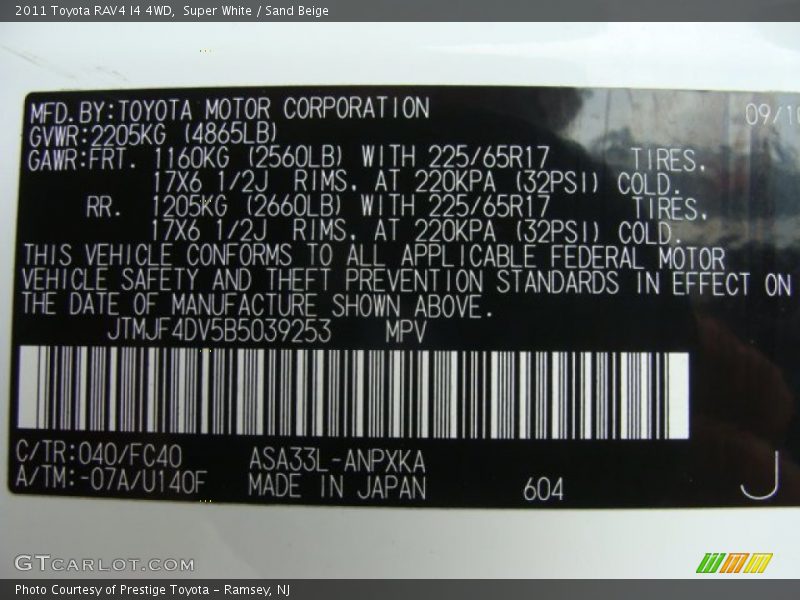 2011 Toyota RAV4 I4 4WD,  Super White / Sand Beige
MFD. BY: TOYOTA MOTOR CORPORATION 09/10
GVWR: 2205KG (4865LB)
GAWR: FRT. 1160KG (2560LB) WITH 225/65R17 TIRES,
17X6 1/2J RIMS, AT 220KPA (32PSI) COLD.
RR. 1205KG (2660LB) WITH 225/65R17 TIRES,
17X6 1/2J RIMS, AT 220KPA (32PSI) COLD.
THIS VEHICLE CONFORMS TO ALL APPLICABLE FEDERAL MOTOR
VEHICLE SAFETY AND THEFT PREVENTION STANDARDS IN EFFECT ON
THE DATE OF MANUFACTURE SHOWN ABOVE.
JTMJF4DV5B5039253 MPV
C/TR: 040/FC40 ASA33L-ANPXKA
A/TM: -07A/U140F MADE IN JAPAN 604 J
GTCARLOT.COM
Photo Courtesy of Prestige Toyota - Ramsey, NJ